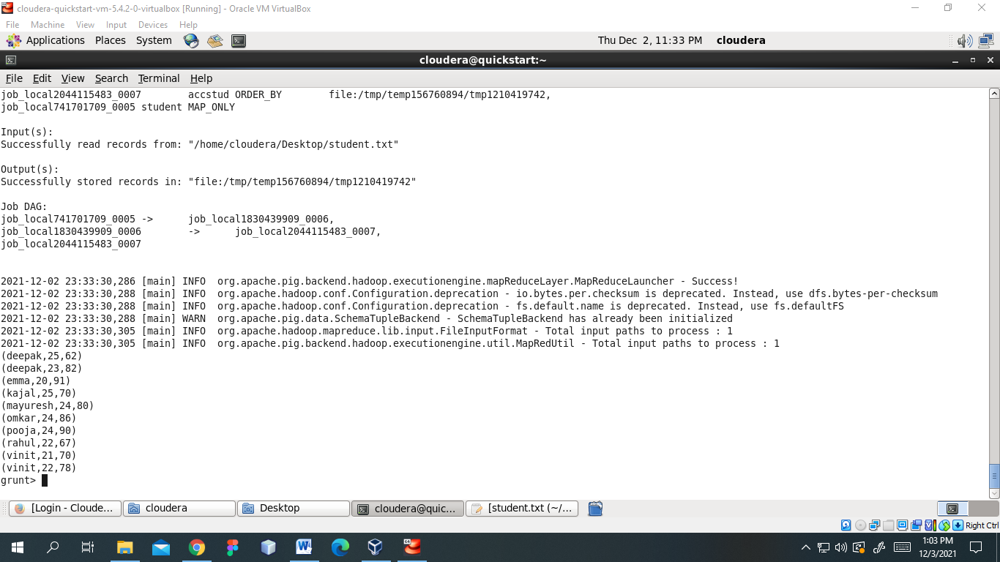 cloudera-quickstart-vm-5.4.2-0-virtualbox [Running] - Oracle VM VirtualBox
File Machine View Input Devices Help
Applications Places System Thu Dec 2, 11:33 PM cloudera
cloudera@quickstart:~
File Edit View Search Terminal Help
job_local2044115483_0007 accstud ORDER_BY file:/tmp/temp156760894/tmp1210419742,
job_local741701709_0005 student MAP_ONLY
Input(s):
Successfully read records from: "/home/cloudera/Desktop/student.txt"
Output(s):
Successfully stored records in: "file:/tmp/temp156760894/tmp1210419742"
Job DAG:
job_local741701709_0005 -> job_local1830439909_0006,
job_local1830439909_0006 -> job_local2044115483_0007,
job_local2044115483_0007
2021-12-02 23:33:30,286 [main] INFO org.apache.pig.backend.hadoop.executionengine.mapReduceLayer.MapReduceLauncher - Success!
2021-12-02 23:33:30,288 [main] INFO org.apache.hadoop.conf.Configuration.deprecation - io.bytes.per.checksum is deprecated. Instead, use dfs.bytes-per-checksum
2021-12-02 23:33:30,288 [main] INFO org.apache.hadoop.conf.Configuration.deprecation - fs.default.name is deprecated. Instead, use fs.defaultFS
2021-12-02 23:33:30,288 [main] WARN org.apache.pig.data.SchemaTupleBackend - SchemaTupleBackend has already been initialized
2021-12-02 23:33:30,305 [main] INFO org.apache.hadoop.mapreduce.lib.input.FileInputFormat - Total input paths to process : 1
2021-12-02 23:33:30,305 [main] INFO org.apache.pig.backend.hadoop.executionengine.util.MapRedUtil - Total input paths to process : 1
(deepak,25,62)
(deepak,23,82)
(emma,20,91)
(kajal,25,70)
(mayuresh,24,80)
(omkar,24,86)
(pooja,24,90)
(rahul,22,67)
(vinit,21,70)
(vinit,22,78)
grunt>
[Login - Cloude... cloudera Desktop cloudera@quic... [student.txt (~/...
Right Ctrl
1:03 PM
12/3/2021